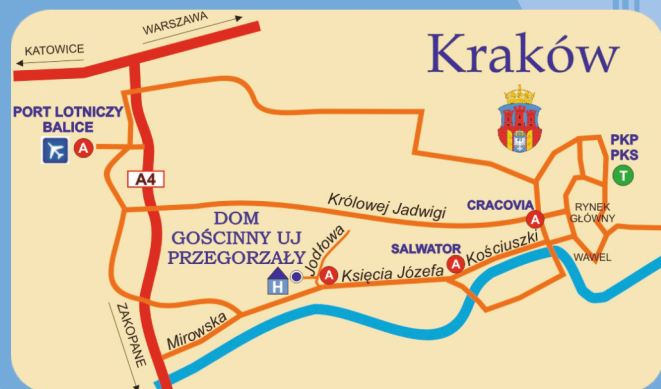 WARSZAWA
KATOWICE
Kraków
PORT LOTNICZY
BALICE
A
A4
PKP
PKS
T
Królowej Jadwigi
CRACOVIA
A
RYNEK
GŁÓWNY
DOM
GOŚCINNY UJ
PRZEGORZAŁY
Jodłowa
SALWATOR
A
Kościuszki
WAWEL
H
A
Księcia Józefa
Mirowska
ZAKOPANE